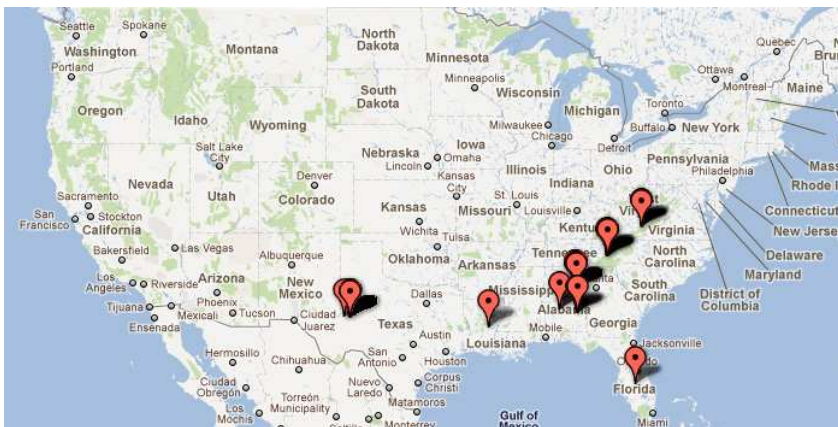 Seattle
Spokane
Washington
Portland
Montana
North
Dakota
Minnesota
Minneapolis
Quebec
Ottawa
Montreal
Maine
Oregon
Idaho
Wyoming
South
Dakota
Wisconsin
Milwaukee
Michigan
Toronto
Buffalo
New York
Detroit
Chicago
Salt Lake
City
Nebraska
Lincoln
Iowa
Omaha
Illinois
Indiana
Ohio
Pennsylvania
Philadelphia
Mass
Rhode
Connecticut
New Jerse
Delaware
Maryland
District of
Columbia
Nevada
Utah
Denver
Colorado
Kansas
City
Kansas
Wichita
St. Louis
Missouri
Louisville
Kentu
Virginia
North
Carolina
Sacramento
San
Francisco
Stockton
California
Bakersfield
Las Vegas
Los
Angeles
Riverside
Tijuana
Mexicali
Ensenada
Arizona
Phoenix
Tucson
Albuquerque
New
Mexico
Ciudad
Juarez
Oklahoma
Tulsa
Arkansas
Tennessee
Mississipp
Alabama
Georgia
South
Carolina
Dallas
Texas
Austin
San
Antonio
Houston
Louisiana
Mobile
Jacksonville
Florida
Miami
Hermosillo
Chihuahua
Ciudad
Obregón
Los
Mochis
Torreón
Municipality
Nuevo
Laredo
Corpus
Christi
Matamoros
Monterrey
Gulf of
Mexico